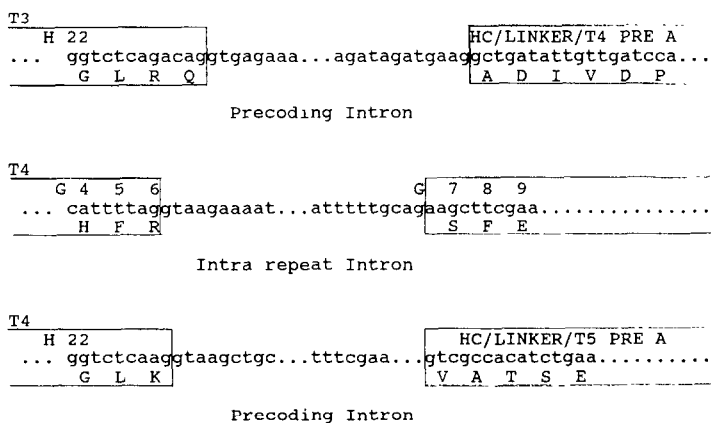 T3
H 22 HC/LINKER/T4 PRE A
... ggtctcagacaggtgagaaa...agatagatgaaggctgatattgttgatcca...
G L R Q A D I V D P
Precoding Intron
T4
G 4 5 6 G 7 8 9
... cattttaggtaagaaaat...atttttgcagaagcttcgaa...............
H F R S F E
Intra repeat Intron
T4
H 22 HC/LINKER/T5 PRE A
... ggtctcaaggtaagctgc...tttcgaa...gtcgccacatctgaa..........
G L K V A T S E
Precoding Intron